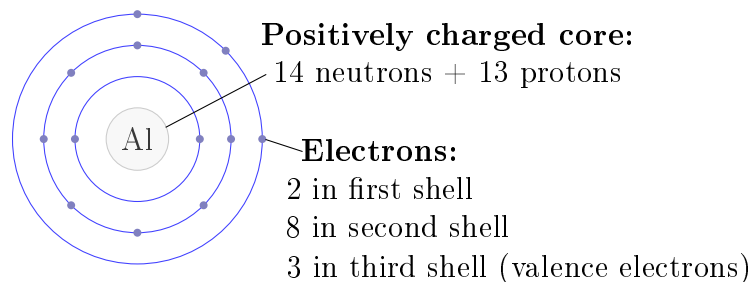 Al
Positively charged core:
14 neutrons + 13 protons
Electrons:
2 in first shell
8 in second shell
3 in third shell (valence electrons)